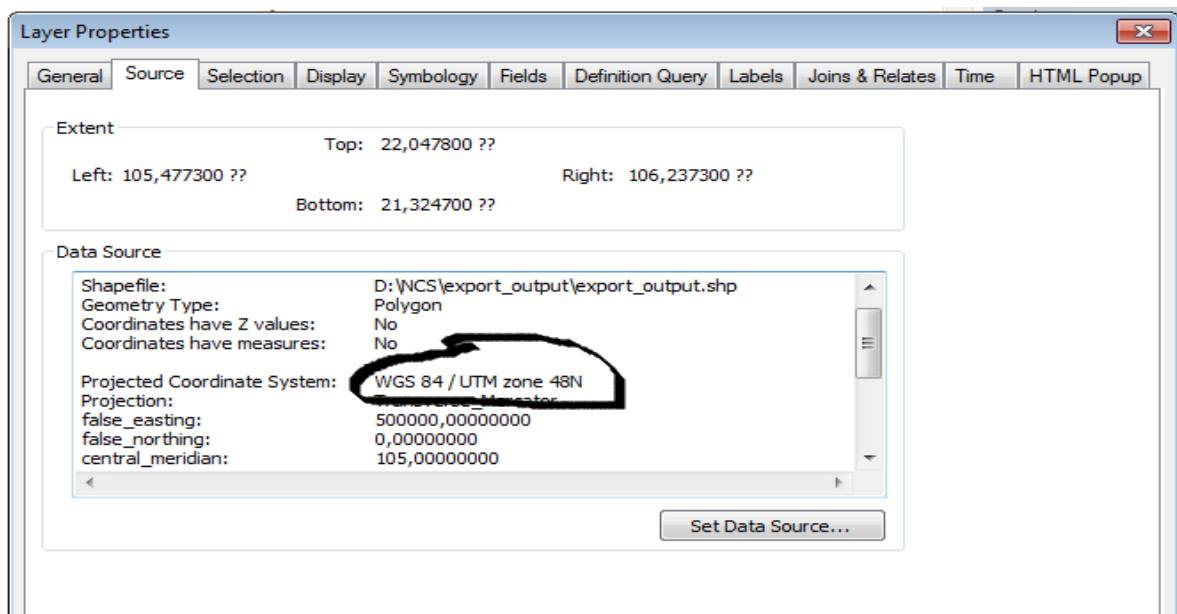 Layer Properties
General Source Selection Display Symbology Fields Definition Query Labels Joins & Relates Time HTML Popup
Extent
Top: 22,047800 ??
Left: 105,477300 ?? Right: 106,237300 ??
Bottom: 21,324700 ??
Data Source
Shapefile: D:\NCS\export_output\export_output.shp
Geometry Type: Polygon
Coordinates have Z values: No
Coordinates have measures: No
Projected Coordinate System: WGS 84 / UTM zone 48N
Projection: Transverse_Mercator
false_easting: 500000,00000000
false_northing: 0,00000000
central_meridian: 105,00000000
Set Data Source...